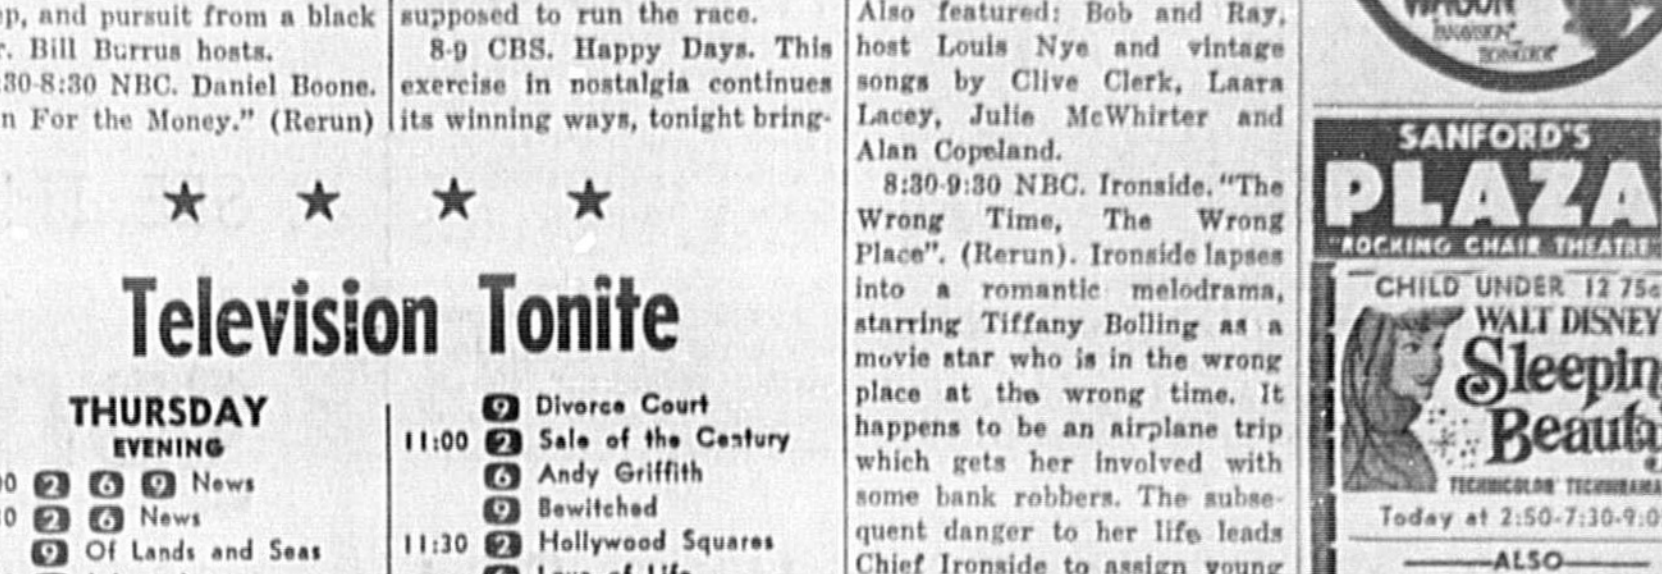 and pursuit from a black
Bill Burrus hosts.
30-8:30 NBC. Daniel Boone.
n For the Money." (Rerun)
supposed to run the race.
8-9 CBS. Happy Days. This
exercise in nostalgia continues
its winning ways, tonight bring-
Television Tonite
THURSDAY
EVENING
0 2 6 9 News
0 2 6 News
9 Of Lands and Seas
9 Divorce Court
11:00 2 Sale of the Century
6 Andy Griffith
9 Bewitched
11:30 2 Hollywood Squares
Also featured: Bob and Ray,
host Louis Nye and vintage
songs by Clive Clerk, Laara
Lacey, Julie McWhirter and
Alan Copeland.
8:30-9:30 NBC. Ironside. "The
Wrong Time, The Wrong
Place". (Rerun). Ironside lapses
into a romantic melodrama,
starring Tiffany Bolling as a
movie star who is in the wrong
place at the wrong time. It
happens to be an airplane trip
which gets her involved with
some bank robbers. The subse-
quent danger to her life leads
Chief Ironside to assign young
PANAVISION
TECHNICOLOR
SANFORD'S
PLAZA
"ROCKING CHAIR THEATRE"
CHILD UNDER 12 75¢
WALT DISNEY
Sleepin
Beaut
TECHNICOLOR TECHNIRAMA
Today at 2:50-7:30-9:0
ALSO